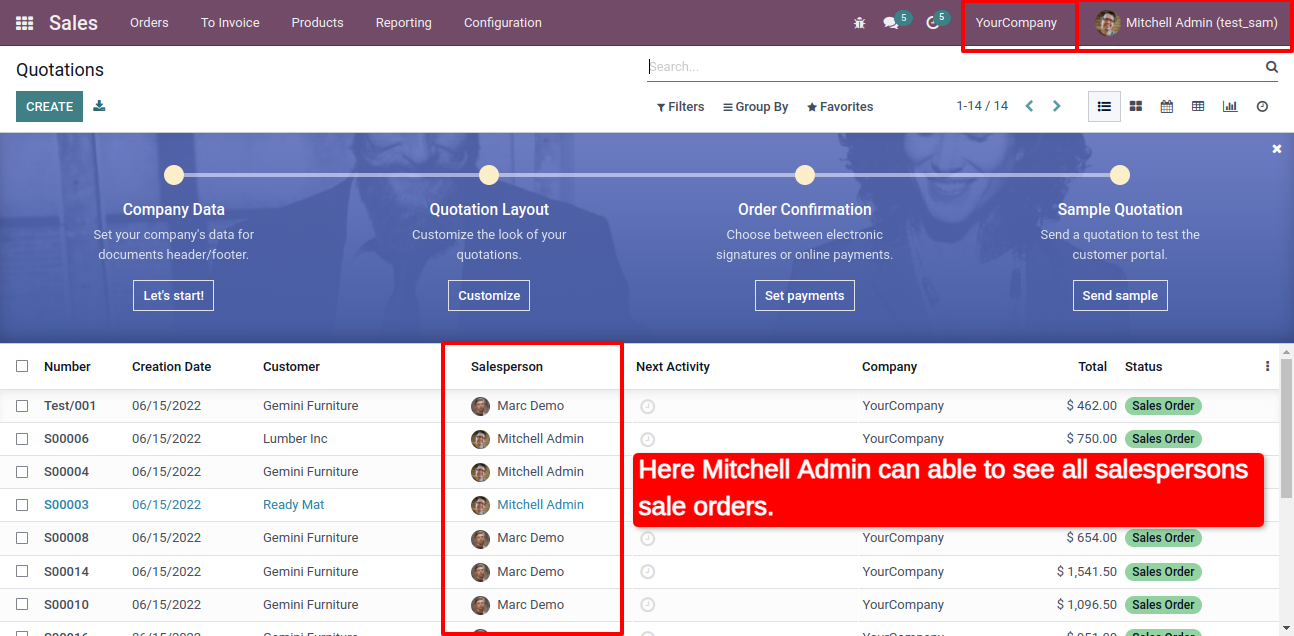 Sales Orders To Invoice Products Reporting Configuration 5 5 YourCompany Mitchell Admin (test_sam)
Quotations
Search...
CREATE
Filters Group By Favorites 1-14 / 14
Company Data
Set your company's data for
documents header/footer.
Let's start!
Quotation Layout
Customize the look of your
quotations.
Customize
Order Confirmation
Choose between electronic
signatures or online payments.
Set payments
Sample Quotation
Send a quotation to test the
customer portal.
Send sample
Number Creation Date Customer Salesperson Next Activity Company Total Status
Test/001 06/15/2022 Gemini Furniture Marc Demo YourCompany $ 462.00 Sales Order
S00006 06/15/2022 Lumber Inc Mitchell Admin YourCompany $ 750.00 Sales Order
S00004 06/15/2022 Gemini Furniture Mitchell Admin
S00003 06/15/2022 Ready Mat Mitchell Admin
Here Mitchell Admin can able to see all salespersons
sale orders.
S00008 06/15/2022 Gemini Furniture Marc Demo YourCompany $ 654.00 Sales Order
S00014 06/15/2022 Gemini Furniture Marc Demo YourCompany $ 1,541.50 Sales Order
S00010 06/15/2022 Gemini Furniture Marc Demo YourCompany $ 1,096.50 Sales Order